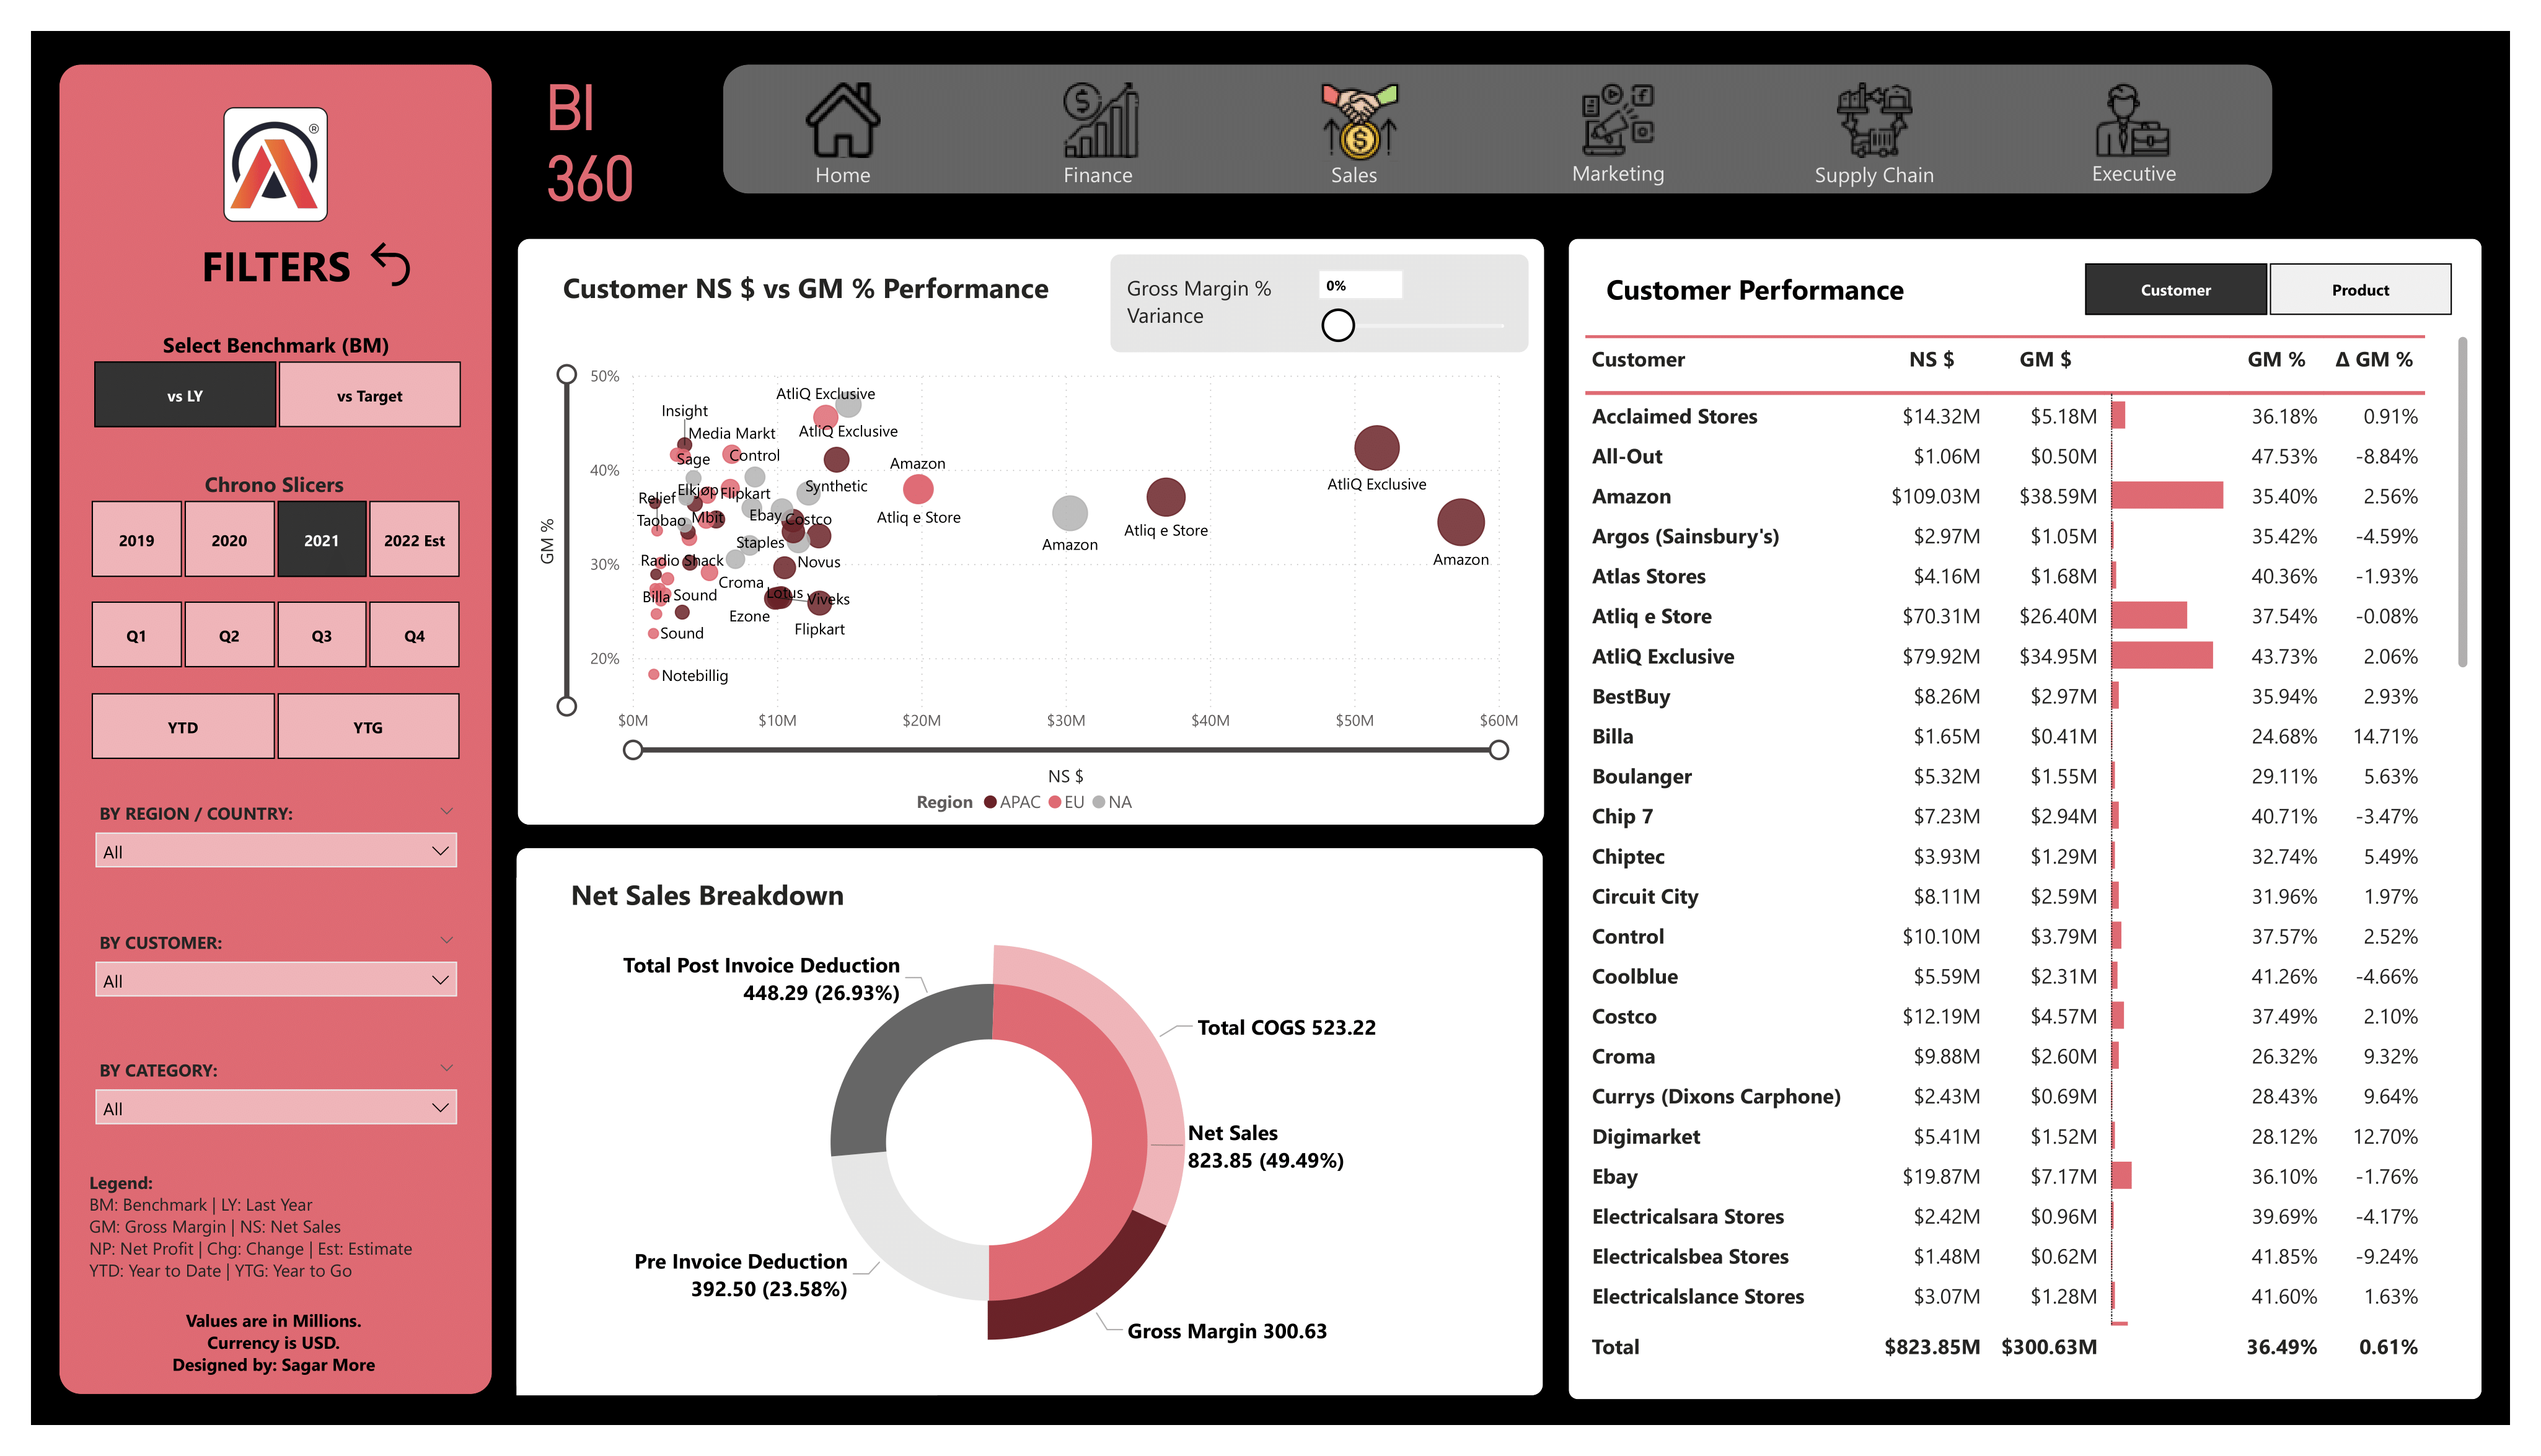 ®
FILTERS
Select Benchmark (BM)
vs LY
vs Target
Chrono Slicers
2019
2020
2021
2022 Est
Q1
Q2
Q3
Q4
YTD
YTG
BY REGION / COUNTRY:
All
BY CUSTOMER:
All
BY CATEGORY:
All
Legend:
BM: Benchmark | LY: Last Year
GM: Gross Margin | NS: Net Sales
NP: Net Profit | Chg: Change | Est: Estimate
YTD: Year to Date | YTG: Year to Go
Values are in Millions.
Currency is USD.
Designed by: Sagar More
BI
360
Home
Finance
Sales
Marketing
Supply Chain
Executive
Customer NS $ vs GM % Performance
Gross Margin %
Variance
0%
GM %
50%
40%
30%
20%
AtliQ Exclusive
Insight
AtliQ Exclusive
Media Markt
Control
Sage
Amazon
AtliQ Exclusive
Synthetic
Elkjøp
Flipkart
Relief
Taobao
Mbit
Ebay
Costco
Atliq e Store
Atliq e Store
Amazon
Amazon
Staples
Radio Shack
Novus
Croma
Billa
Sound
Lotus
Viveks
Ezone
Flipkart
Sound
Notebillig
$0M
$10M
$20M
$30M
$40M
$50M
$60M
NS $
Region APAC EU NA
Net Sales Breakdown
Total Post Invoice Deduction
448.29 (26.93%)
Total COGS 523.22
Net Sales
823.85 (49.49%)
Pre Invoice Deduction
392.50 (23.58%)
Gross Margin 300.63
Customer Performance
Customer
Product
Customer NS $ GM $ GM % Δ GM %
Acclaimed Stores $14.32M $5.18M 36.18% 0.91%
All-Out $1.06M $0.50M 47.53% -8.84%
Amazon $109.03M $38.59M 35.40% 2.56%
Argos (Sainsbury's) $2.97M $1.05M 35.42% -4.59%
Atlas Stores $4.16M $1.68M 40.36% -1.93%
Atliq e Store $70.31M $26.40M 37.54% -0.08%
AtliQ Exclusive $79.92M $34.95M 43.73% 2.06%
BestBuy $8.26M $2.97M 35.94% 2.93%
Billa $1.65M $0.41M 24.68% 14.71%
Boulanger $5.32M $1.55M 29.11% 5.63%
Chip 7 $7.23M $2.94M 40.71% -3.47%
Chiptec $3.93M $1.29M 32.74% 5.49%
Circuit City $8.11M $2.59M 31.96% 1.97%
Control $10.10M $3.79M 37.57% 2.52%
Coolblue $5.59M $2.31M 41.26% -4.66%
Costco $12.19M $4.57M 37.49% 2.10%
Croma $9.88M $2.60M 26.32% 9.32%
Currys (Dixons Carphone) $2.43M $0.69M 28.43% 9.64%
Digimarket $5.41M $1.52M 28.12% 12.70%
Ebay $19.87M $7.17M 36.10% -1.76%
Electricalsara Stores $2.42M $0.96M 39.69% -4.17%
Electricalsbea Stores $1.48M $0.62M 41.85% -9.24%
Electricalslance Stores $3.07M $1.28M 41.60% 1.63%
Total $823.85M $300.63M 36.49% 0.61%